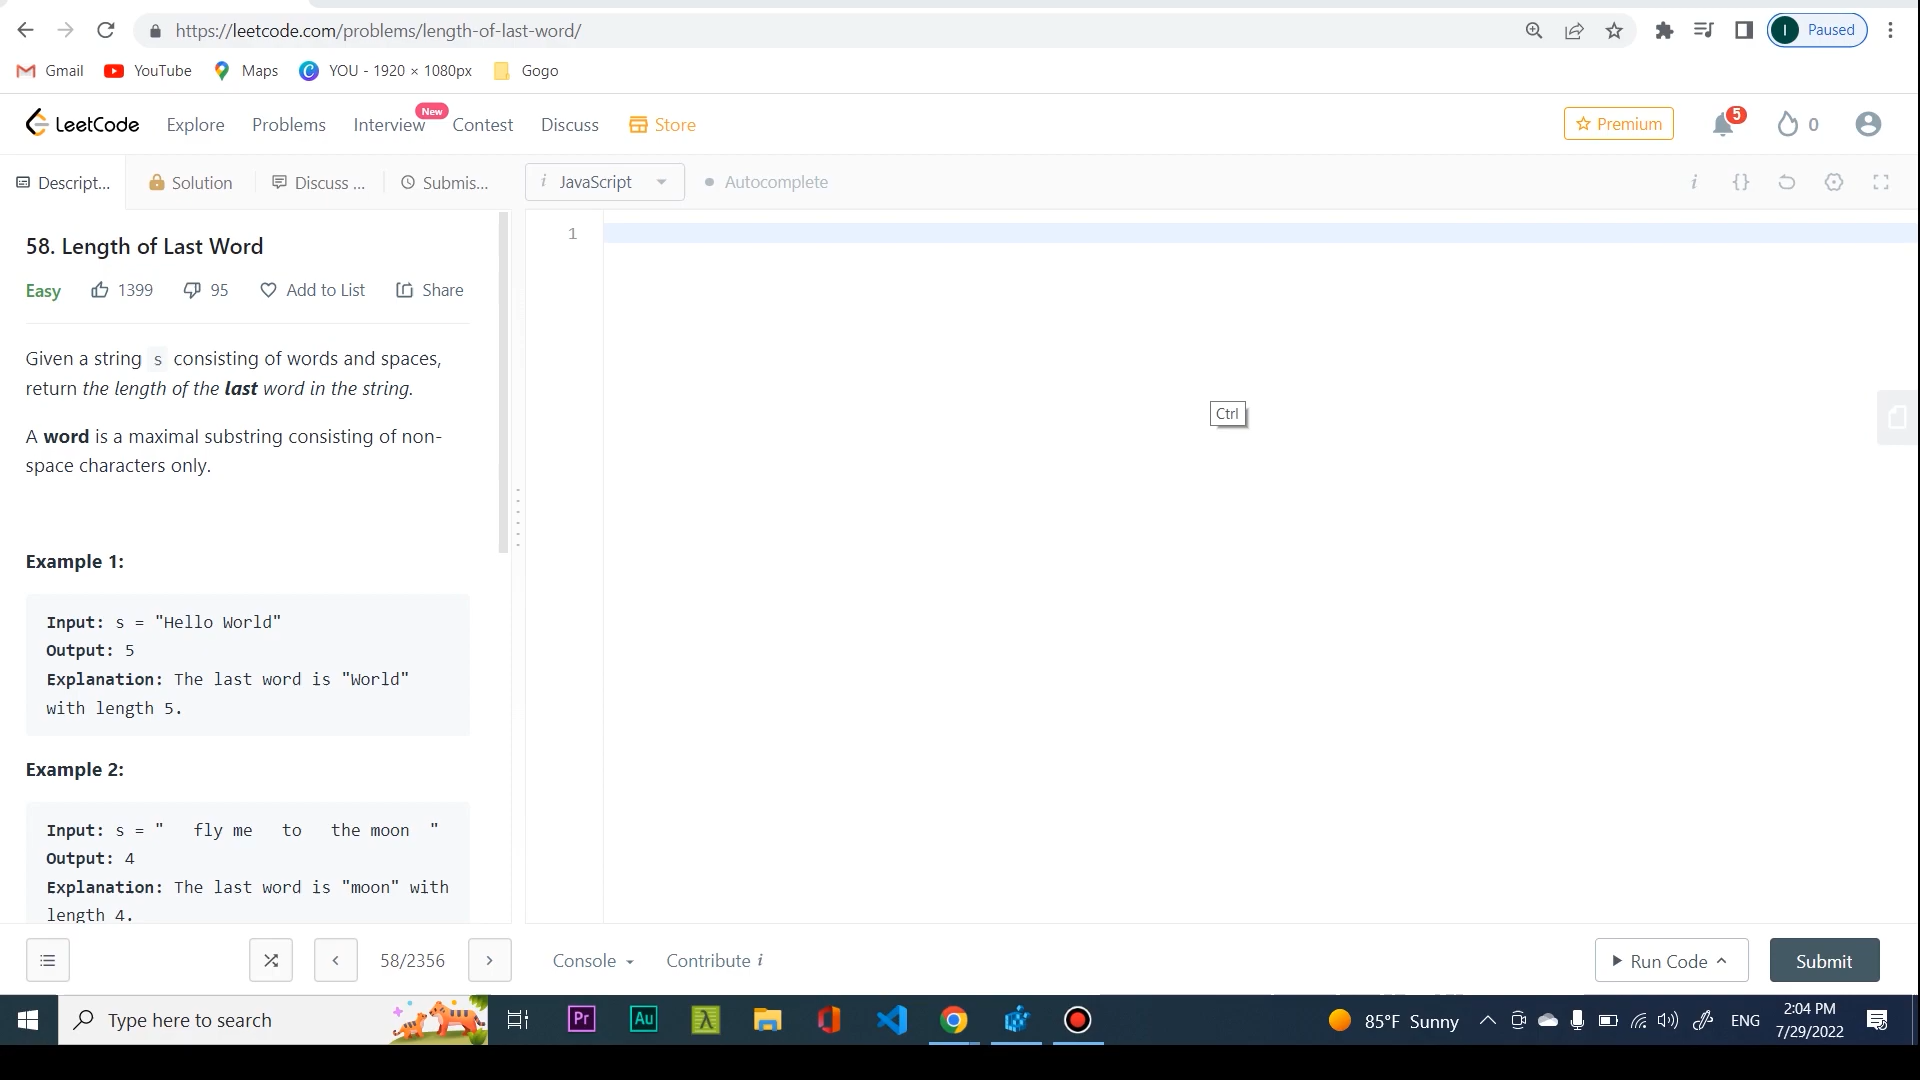 https://leetcode.com/problems/length-of-last-word/
I Paused
Gmail YouTube Maps YOU - 1920 × 1080px Gogo
LeetCode Explore Problems Interview New Contest Discuss Store Premium 5 0
Descript... Solution Discuss ... Submis... i JavaScript Autocomplete i {}
58. Length of Last Word
Easy 1399 95 Add to List Share
Given a string s consisting of words and spaces,
return the length of the last word in the string.
A word is a maximal substring consisting of non-
space characters only.
Example 1:
Input: s = "Hello World"
Output: 5
Explanation: The last word is "World"
with length 5.
Example 2:
Input: s = "   fly me   to   the moon  "
Output: 4
Explanation: The last word is "moon" with
length 4.
1
Ctrl
58/2356 Console Contribute i Run Code Submit
Type here to search Pr Au λ 85°F Sunny ENG 2:04 PM
7/29/2022